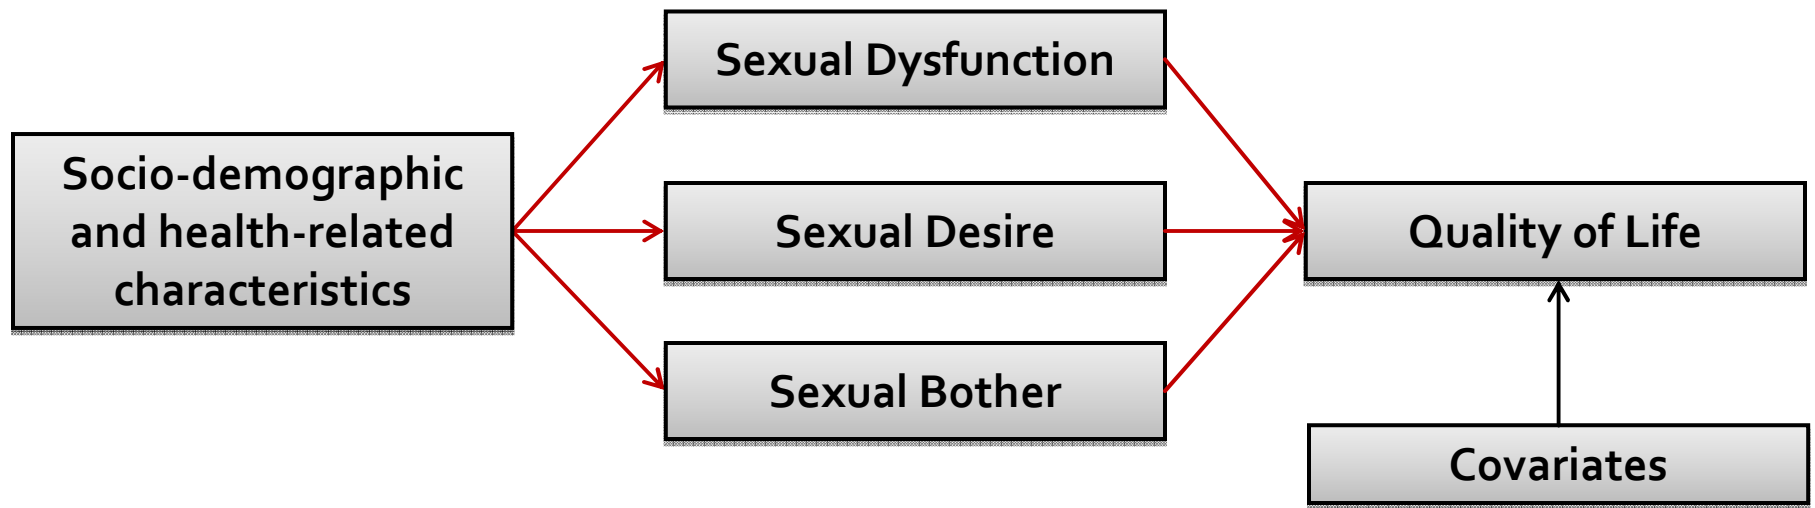 Socio-demographic
and health-related
characteristics
Sexual Dysfunction
Sexual Desire
Sexual Bother
Quality of Life
Covariates